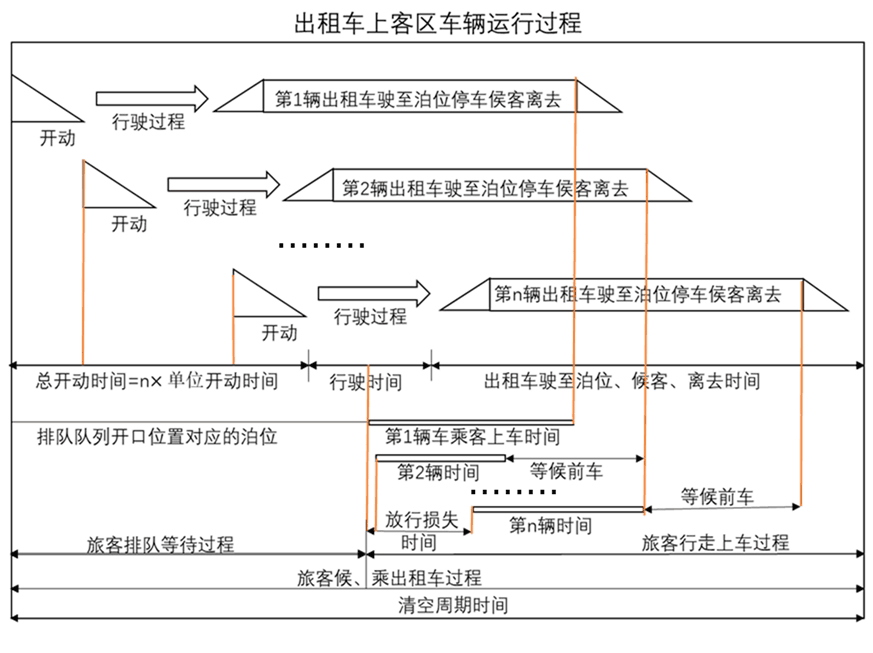 出租车上客区车辆运行过程
第1辆出租车驶至泊位停车侯客离去
行驶过程
开动
第2辆出租车驶至泊位停车侯客离去
行驶过程
开动
第n辆出租车驶至泊位停车侯客离去
行驶过程
开动
总开动时间=n× 单位开动时间
行驶时间
出租车驶至泊位、候客、离去时间
排队队列开口位置对应的泊位
第1辆车乘客上车时间
第2辆时间
等候前车
等候前车
放行损失
时间
第n辆时间
旅客排队等待过程
旅客行走上车过程
旅客候、乘出租车过程
清空周期时间